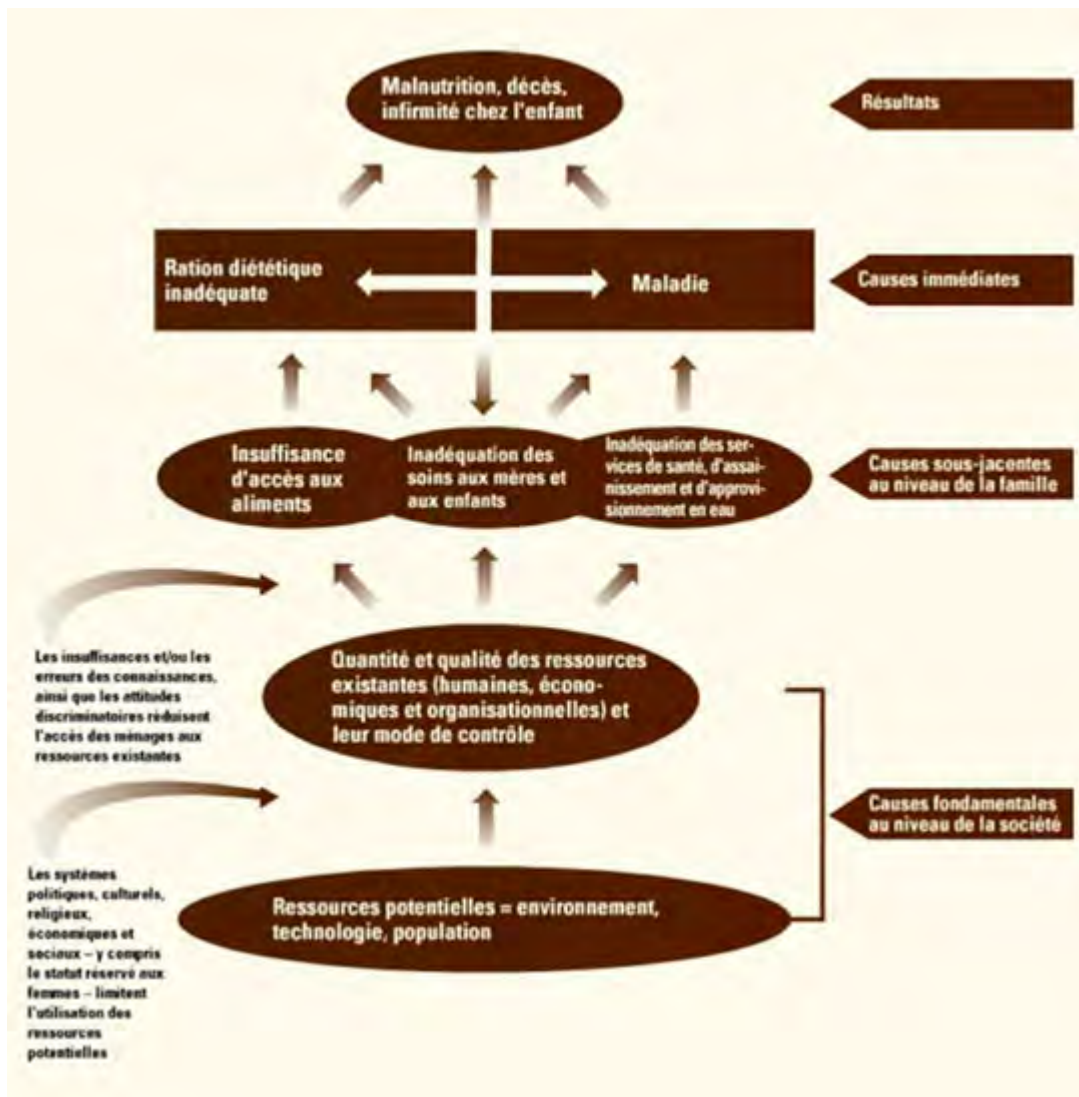 Malnutrition, décès,
infirmité chez l'enfant
Résultats
Ration diététique
inadéquate
Maladie
Causes immédiates
Insuffisance
d'accès aux
aliments
Inadéquation des
soins aux mères et
aux enfants
Inadéquation des ser-
vices de santé, d'assai-
nissement et d'approvi-
sionnement en eau
Causes sous-jacentes
au niveau de la famille
Les insuffisances et/ou les
erreurs des connaissances,
ainsi que les attitudes
discriminatoires réduisent
l'accès des ménages aux
ressources existantes
Quantité et qualité des ressources
existantes (humaines, écono-
miques et organisationnelles) et
leur mode de contrôle
Causes fondamentales
au niveau de la société
Les systèmes
politiques, culturels,
religieux,
économiques et
sociaux – y compris
le statut réservé aux
femmes – limitent
l'utilisation des
ressources
potentielles
Ressources potentielles = environnement,
technologie, population